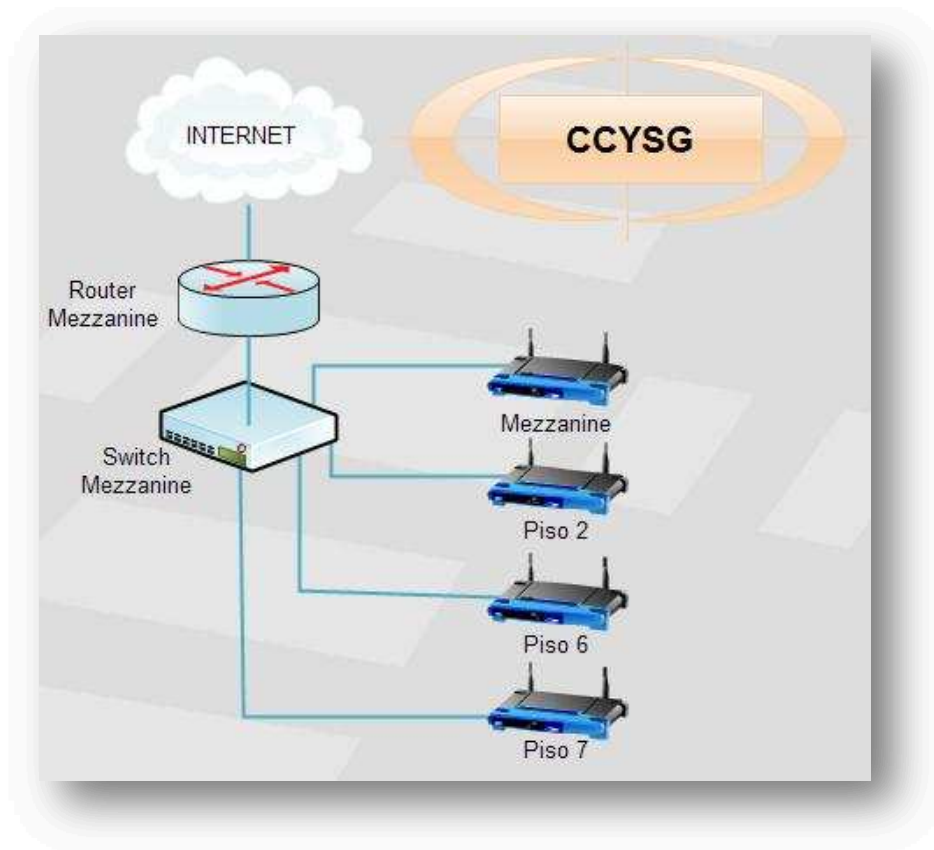 INTERNET
CCYSG
Router
Mezzanine
Switch
Mezzanine
Mezzanine
Piso 2
Piso 6
Piso 7